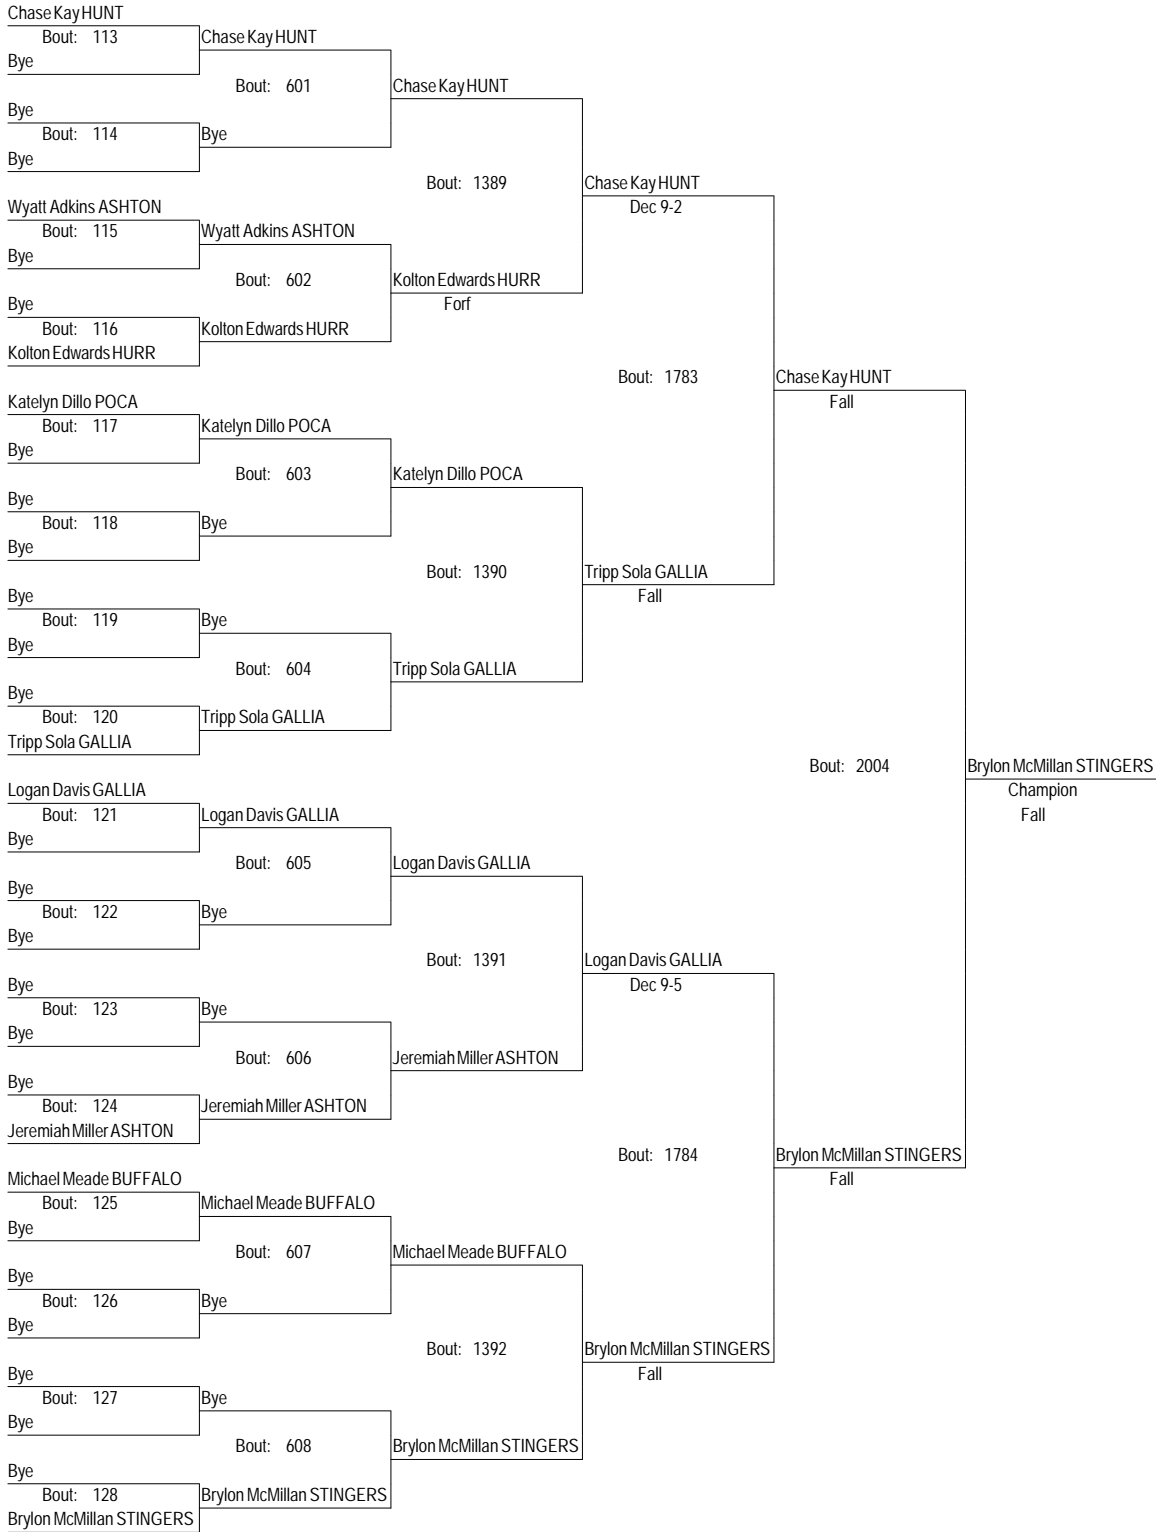 Chase Kay HUNT
Bout: 113 Chase Kay HUNT
Bye
Bout: 601 Chase Kay HUNT
Bye
Bout: 114 Bye
Bye
Bout: 1389 Chase Kay HUNT
Wyatt Adkins ASHTON Dec 9-2
Bout: 115 Wyatt Adkins ASHTON
Bye
Bout: 602 Kolton Edwards HURR
Bye Forf
Bout: 116 Kolton Edwards HURR
Kolton Edwards HURR
Bout: 1783 Chase Kay HUNT
Katelyn Dillo POCA Fall
Bout: 117 Katelyn Dillo POCA
Bye
Bout: 603 Katelyn Dillo POCA
Bye
Bout: 118 Bye
Bye
Bout: 1390 Tripp Sola GALLIA
Bye Fall
Bout: 119 Bye
Bye
Bout: 604 Tripp Sola GALLIA
Bye
Bout: 120 Tripp Sola GALLIA
Tripp Sola GALLIA
Bout: 2004 Brylon McMillan STINGERS
Logan Davis GALLIA Champion
Bout: 121 Logan Davis GALLIA Fall
Bye
Bout: 605 Logan Davis GALLIA
Bye
Bout: 122 Bye
Bye
Bout: 1391 Logan Davis GALLIA
Bye Dec 9-5
Bout: 123 Bye
Bye
Bout: 606 Jeremiah Miller ASHTON
Bye
Bout: 124 Jeremiah Miller ASHTON
Jeremiah Miller ASHTON
Bout: 1784 Brylon McMillan STINGERS
Michael Meade BUFFALO Fall
Bout: 125 Michael Meade BUFFALO
Bye
Bout: 607 Michael Meade BUFFALO
Bye
Bout: 126 Bye
Bye
Bout: 1392 Brylon McMillan STINGERS
Bye Fall
Bout: 127 Bye
Bye
Bout: 608 Brylon McMillan STINGERS
Bye
Bout: 128 Brylon McMillan STINGERS
Brylon McMillan STINGERS